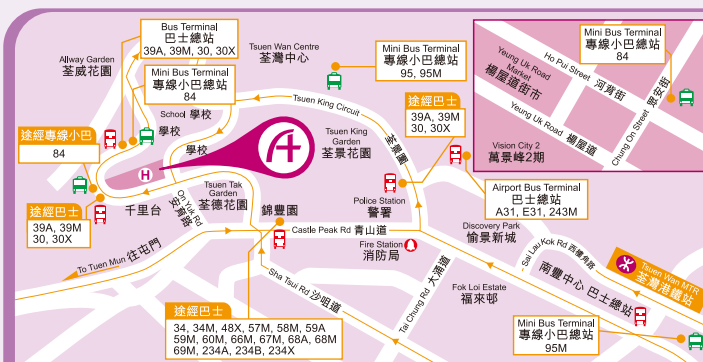 Bus Terminal
巴士總站
39A, 39M, 30, 30X
Allway Garden
荃威花園
Mini Bus Terminal
專線小巴總站
84
School 學校
學校
學校
途經專線小巴
84
途經巴士
39A, 39M
30, 30X
H
千里台
On Yuk Rd
安育路
Tsuen Tak
Garden
荃德花園
錦豐園
To Tuen Mun 往屯門
Tsuen Wan Centre
荃灣中心
Mini Bus Terminal
專線小巴總站
95, 95M
Tsuen King Circuit
荃景圍
Tsuen King
Garden
荃景花園
途經巴士
39A, 39M
30, 30X
Police Station
警署
Castle Peak Rd 青山道
Fire Station
消防局
Airport Bus Terminal
巴士總站
A31, E31, 243M
Discovery Park
愉景新城
Sai Lau Kok Rd 西樓角路
Tsuen Wan MTR
荃灣港鐵站
南豐中心 巴士總站
Mini Bus Terminal
專線小巴總站
95M
Fok Loi Estate
福來邨
Tai Chung Rd 大涌道
Sha Tsui Rd 沙咀道
途經巴士
34, 34M, 48X, 57M, 58M, 59A
59M, 60M, 66M, 67M, 68A, 68M
69M, 234A, 234B, 234X
Yeung Uk Road
Market
楊屋道街市
Ho Pui Street 河背街
Mini Bus Terminal
專線小巴總站
84
Chung On Street 眾安街
Yeung Uk Road 楊屋道
Vision City 2
萬景峰2期